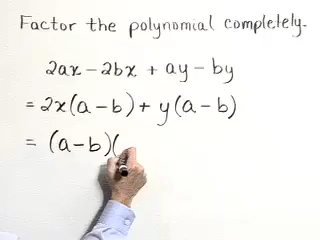 Factor the polynomial completely.
2ax - 2bx + ay - by
= 2x(a - b) + y(a - b)
= (a - b)(